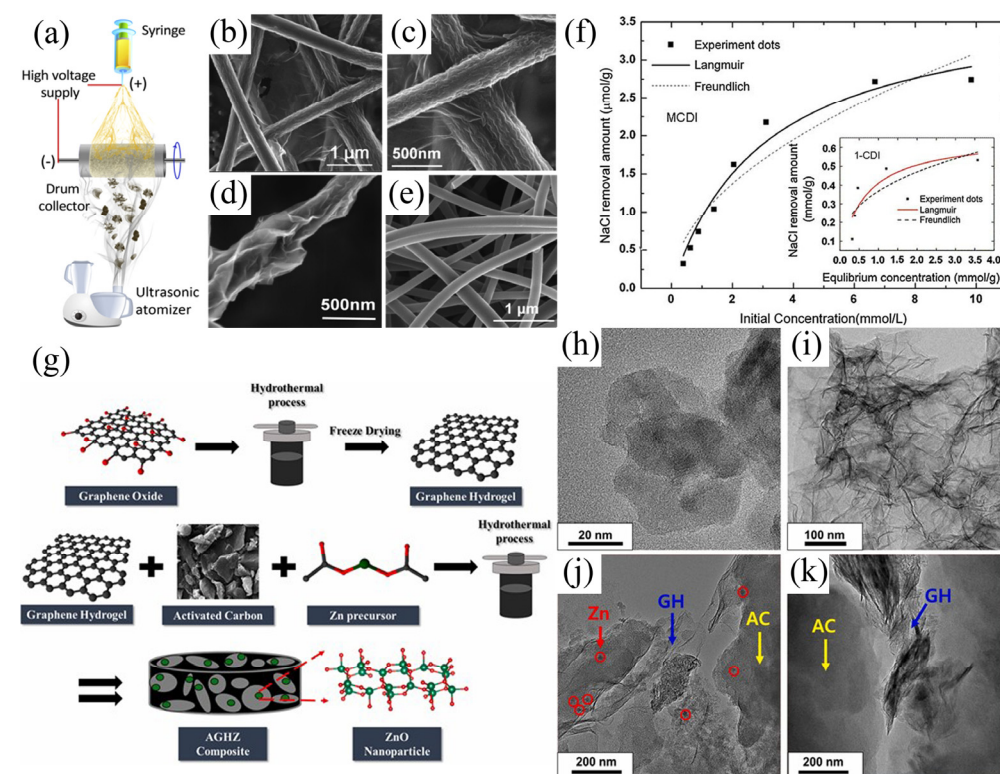 (a)
Syringe
High voltage
supply
(+)
(-)
Drum
collector
Ultrasonic
atomizer
(b)
1 μm
(c)
500nm
(d)
500nm
(e)
1 μm
(f)
NaCl removal amount (μmol/g)
3.5
3.0
2.5
2.0
1.5
1.0
0.5
0.0
Experiment dots
Langmuir
Freundlich
MCDI
0 2 4 6 8 10
Initial Concentration(mmol/L)
NaCl removal amount
(mmol/g)
0.6
0.5
0.4
0.3
0.2
0.1
1-CDI
Experiment dots
Langmuir
Freundlich
0.0 0.5 1.0 1.5 2.0 2.5 3.0 3.5 4.0
Equlibrium concentration (mmol/g)
(g)
Hydrothermal
process
Freeze Drying
Graphene Oxide
Graphene Hydrogel
Hydrothermal
process
Graphene Hydrogel
Activated Carbon
Zn precursor
AGHZ
Composite
ZnO
Nanoparticle
(h)
20 nm
(i)
100 nm
(j)
Zn
GH
AC
200 nm
(k)
AC
GH
200 nm